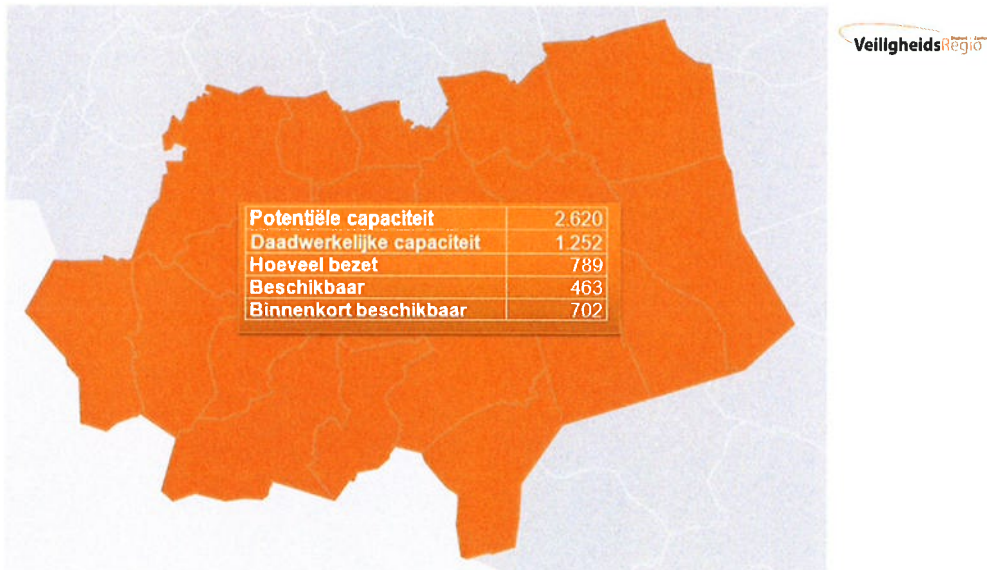 VeiligheidsRegio
Potentiële capaciteit 2.620
Daadwerkelijke capaciteit 1.252
Hoeveel bezet 789
Beschikbaar 463
Binnenkort beschikbaar 702